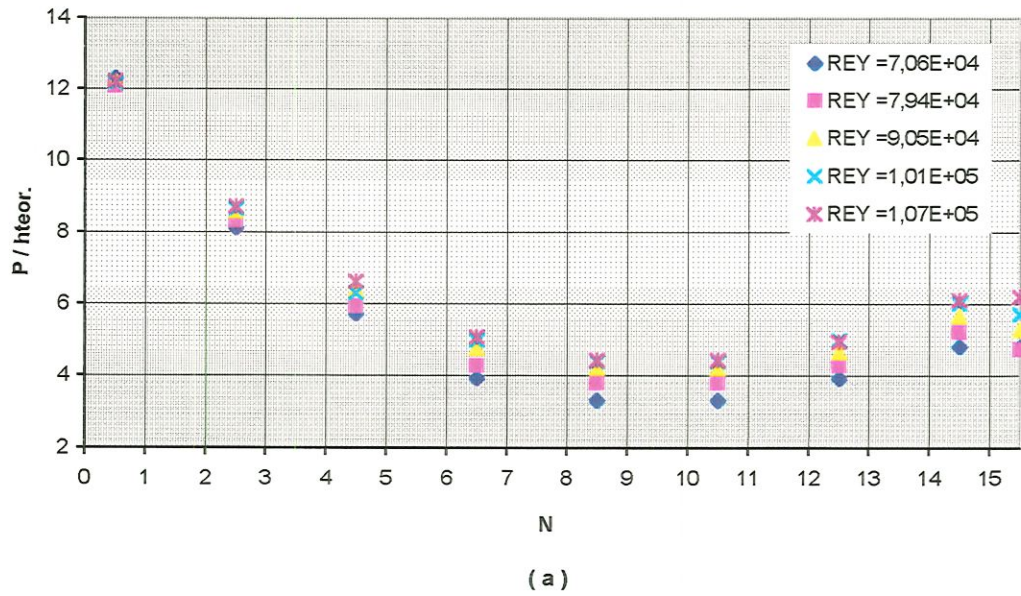 14
12
10
8
6
4
2
P / hteor.
REY =7,06E+04
REY =7,94E+04
REY =9,05E+04
REY =1,01E+05
REY =1,07E+05
0 1 2 3 4 5 6 7 8 9 10 11 12 13 14 15
N
( a )